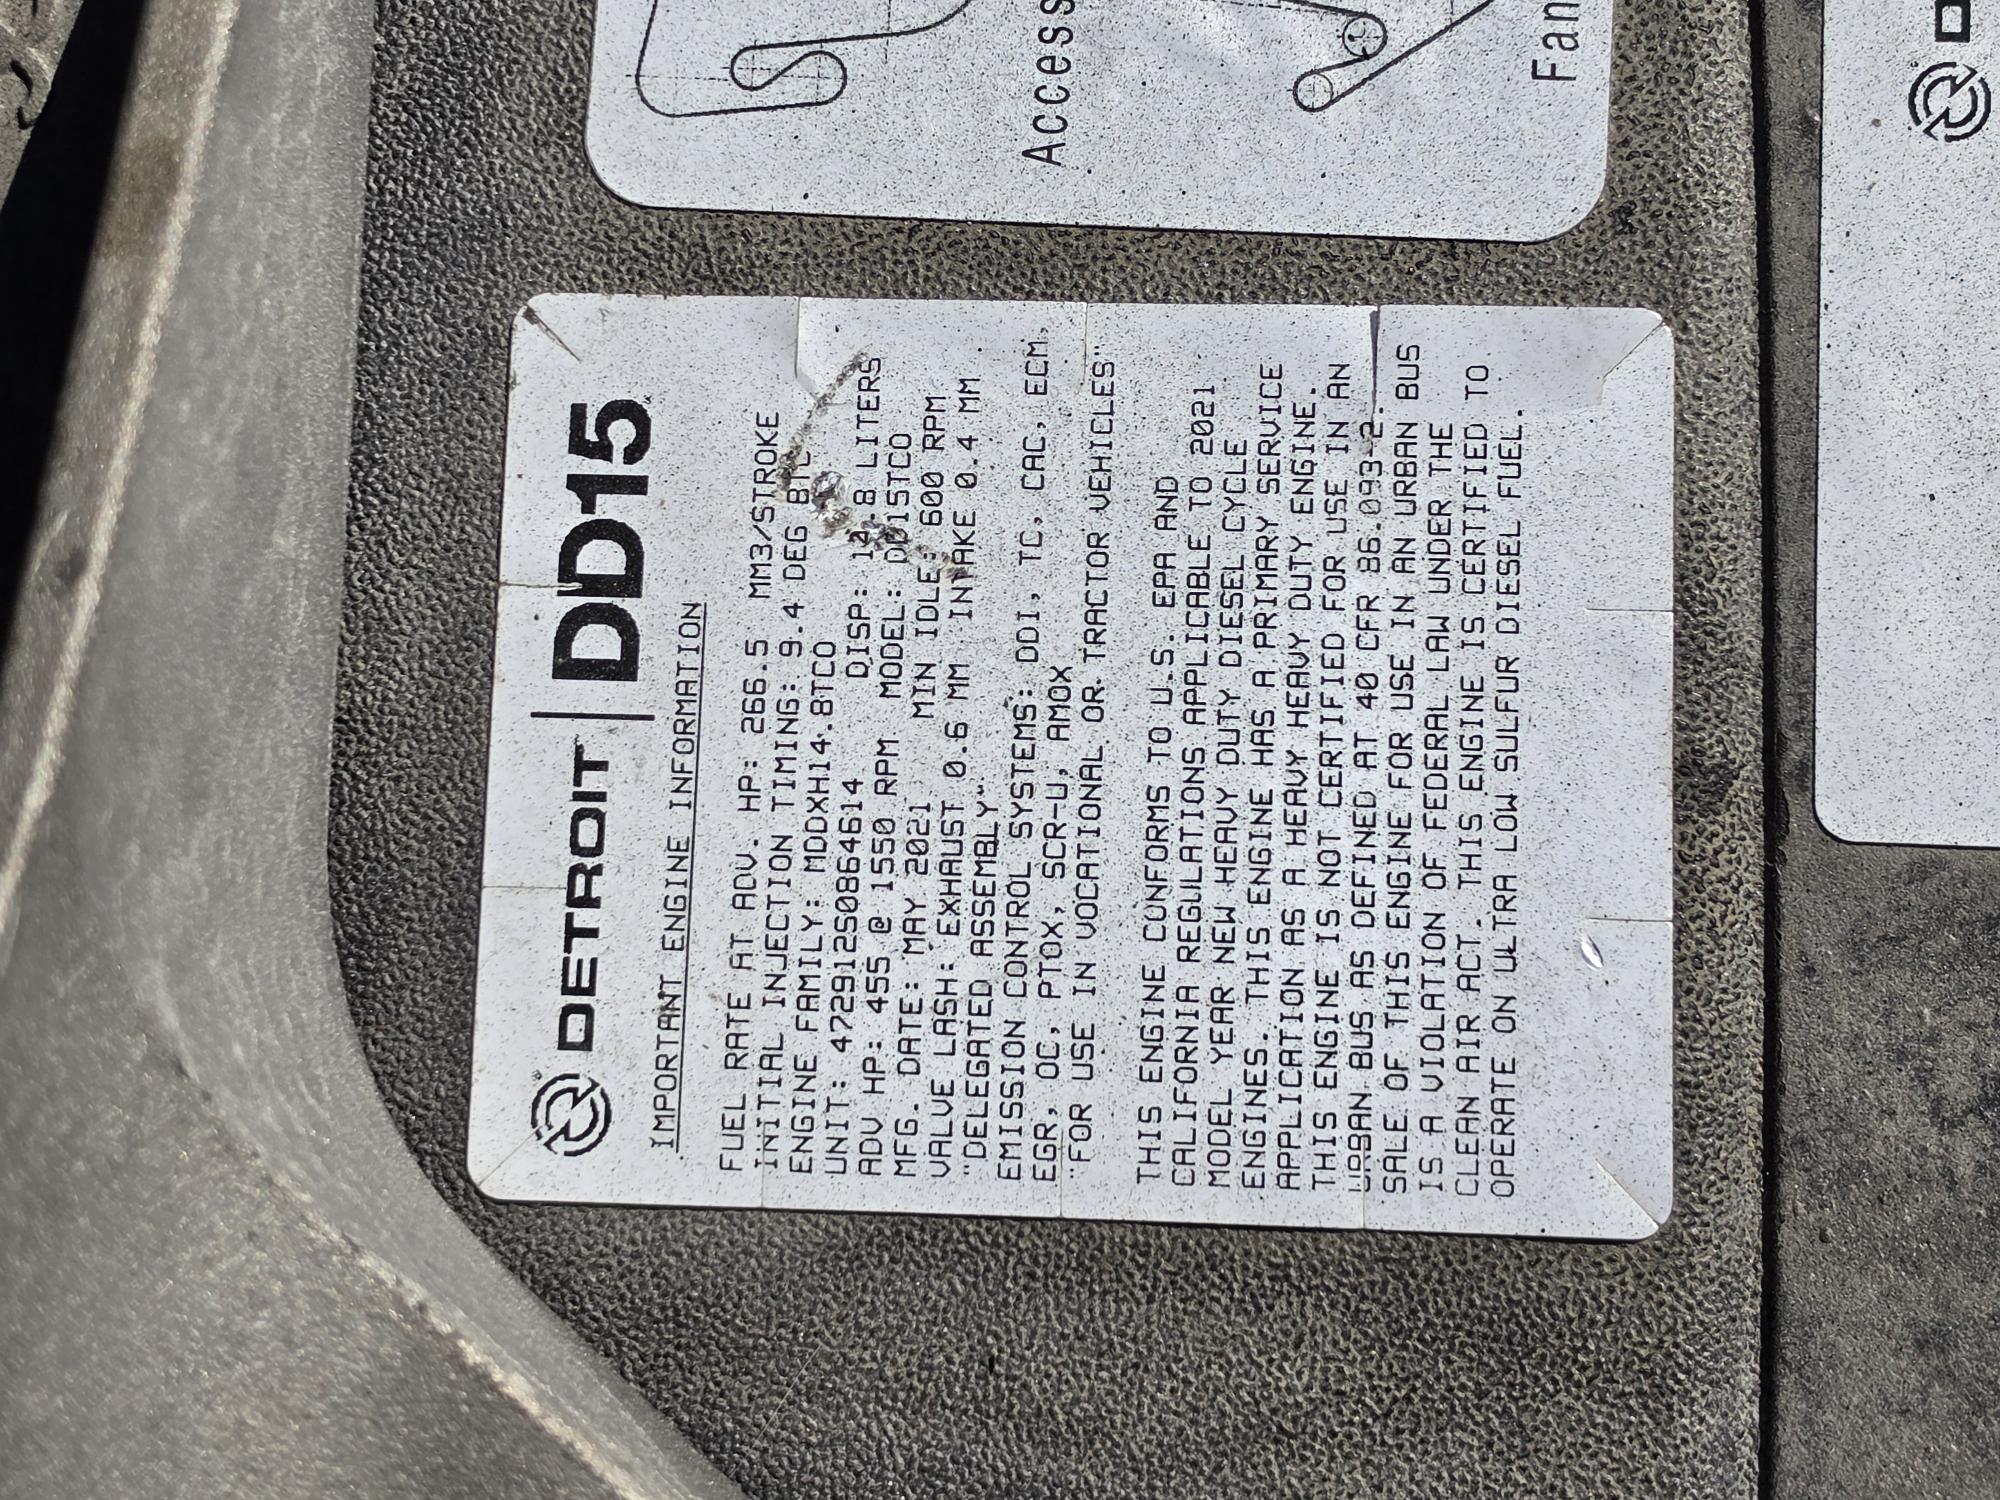 DETROIT DD15
IMPORTANT ENGINE INFORMATION
FUEL RATE AT ADV. HP: 266.5 MM3/STROKE
INITIAL INJECTION TIMING: 9.4 DEG BTC
ENGINE FAMILY: MDDXH14.8TCO
UNIT: 472912S0864614 DISP: 14.8 LITERS
ADV HP: 455 @ 1550 RPM MODEL: DD15TCO
MFG. DATE: MAY 2021 MIN IDLE: 600 RPM
VALVE LASH: EXHAUST 0.6 MM INTAKE 0.4 MM
"DELEGATED ASSEMBLY"
EMISSION CONTROL SYSTEMS: DDI, TC, CAC, ECM,
EGR, OC, PTOX, SCR-U, AMOX
"FOR USE IN VOCATIONAL OR TRACTOR VEHICLES"
THIS ENGINE CONFORMS TO U.S. EPA AND
CALIFORNIA REGULATIONS APPLICABLE TO 2021
MODEL YEAR NEW HEAVY DUTY DIESEL CYCLE
ENGINES. THIS ENGINE HAS A PRIMARY SERVICE
APPLICATION AS A HEAVY HEAVY DUTY ENGINE.
THIS ENGINE IS NOT CERTIFIED FOR USE IN AN
URBAN BUS AS DEFINED AT 40 CFR 86.093-2.
SALE OF THIS ENGINE FOR USE IN AN URBAN BUS
IS A VIOLATION OF FEDERAL LAW UNDER THE
CLEAN AIR ACT. THIS ENGINE IS CERTIFIED TO
OPERATE ON ULTRA LOW SULFUR DIESEL FUEL.
Access
Fan